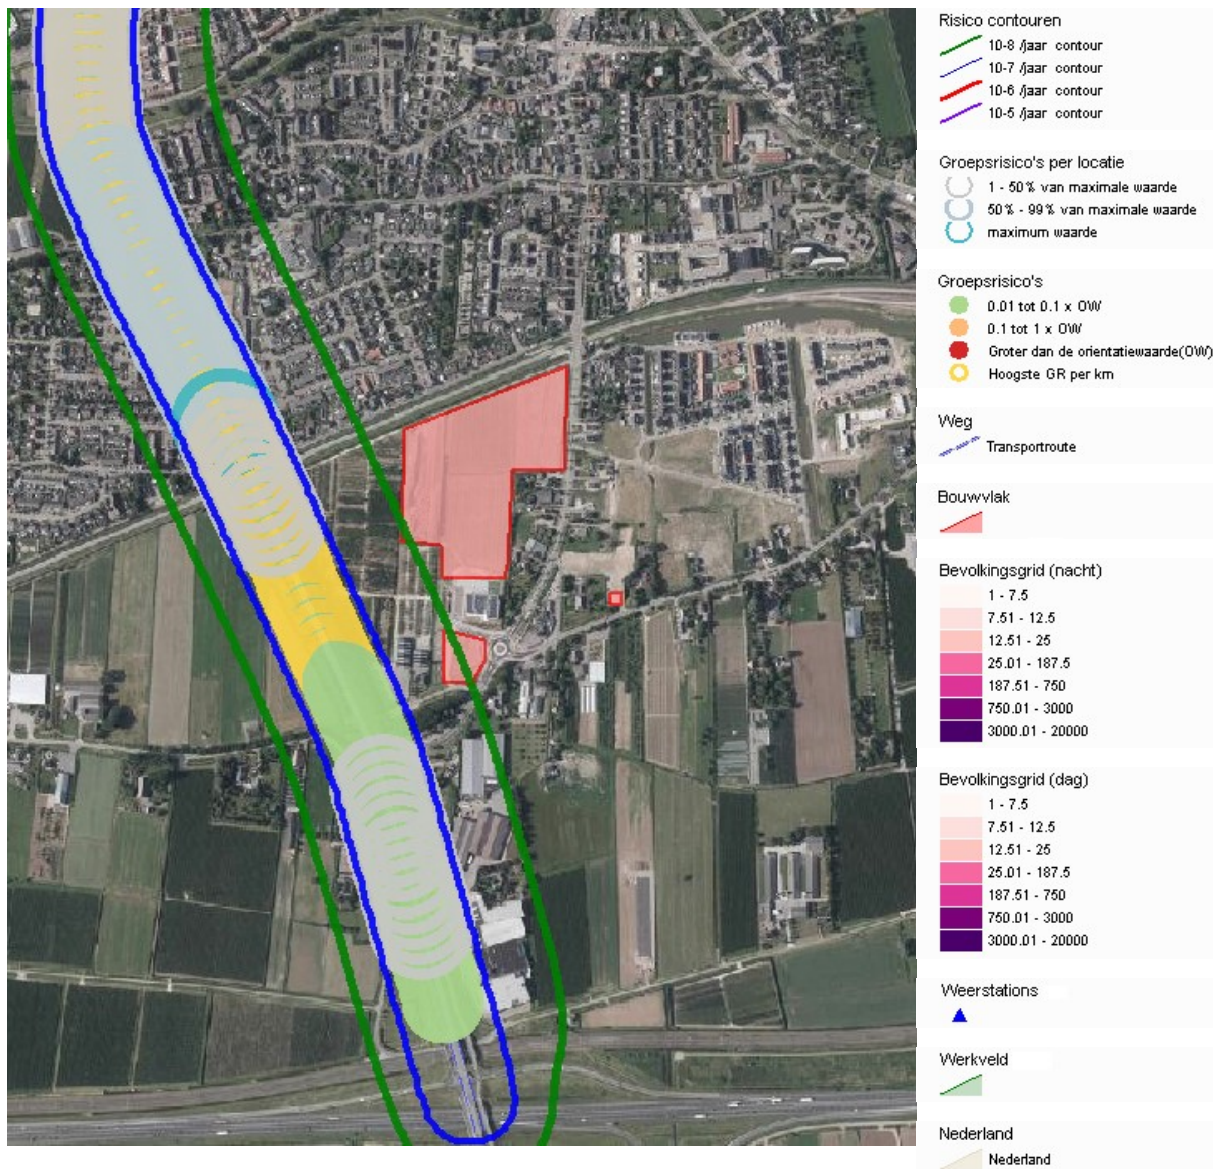 Risico contouren
10-8 /jaar contour
10-7 /jaar contour
10-6 /jaar contour
10-5 /jaar contour
Groepsrisico's per locatie
1 - 50% van maximale waarde
50% - 99% van maximale waarde
maximum waarde
Groepsrisico's
0.01 tot 0.1 x OW
0.1 tot 1 x OW
Groter dan de orientatiewaarde(OW)
Hoogste GR per km
Weg
Transportroute
Bouwvlak
Bevolkingsgrid (nacht)
1 - 7.5
7.51 - 12.5
12.51 - 25
25.01 - 187.5
187.51 - 750
750.01 - 3000
3000.01 - 20000
Bevolkingsgrid (dag)
1 - 7.5
7.51 - 12.5
12.51 - 25
25.01 - 187.5
187.51 - 750
750.01 - 3000
3000.01 - 20000
Weerstations
Werkveld
Nederland
Nederland